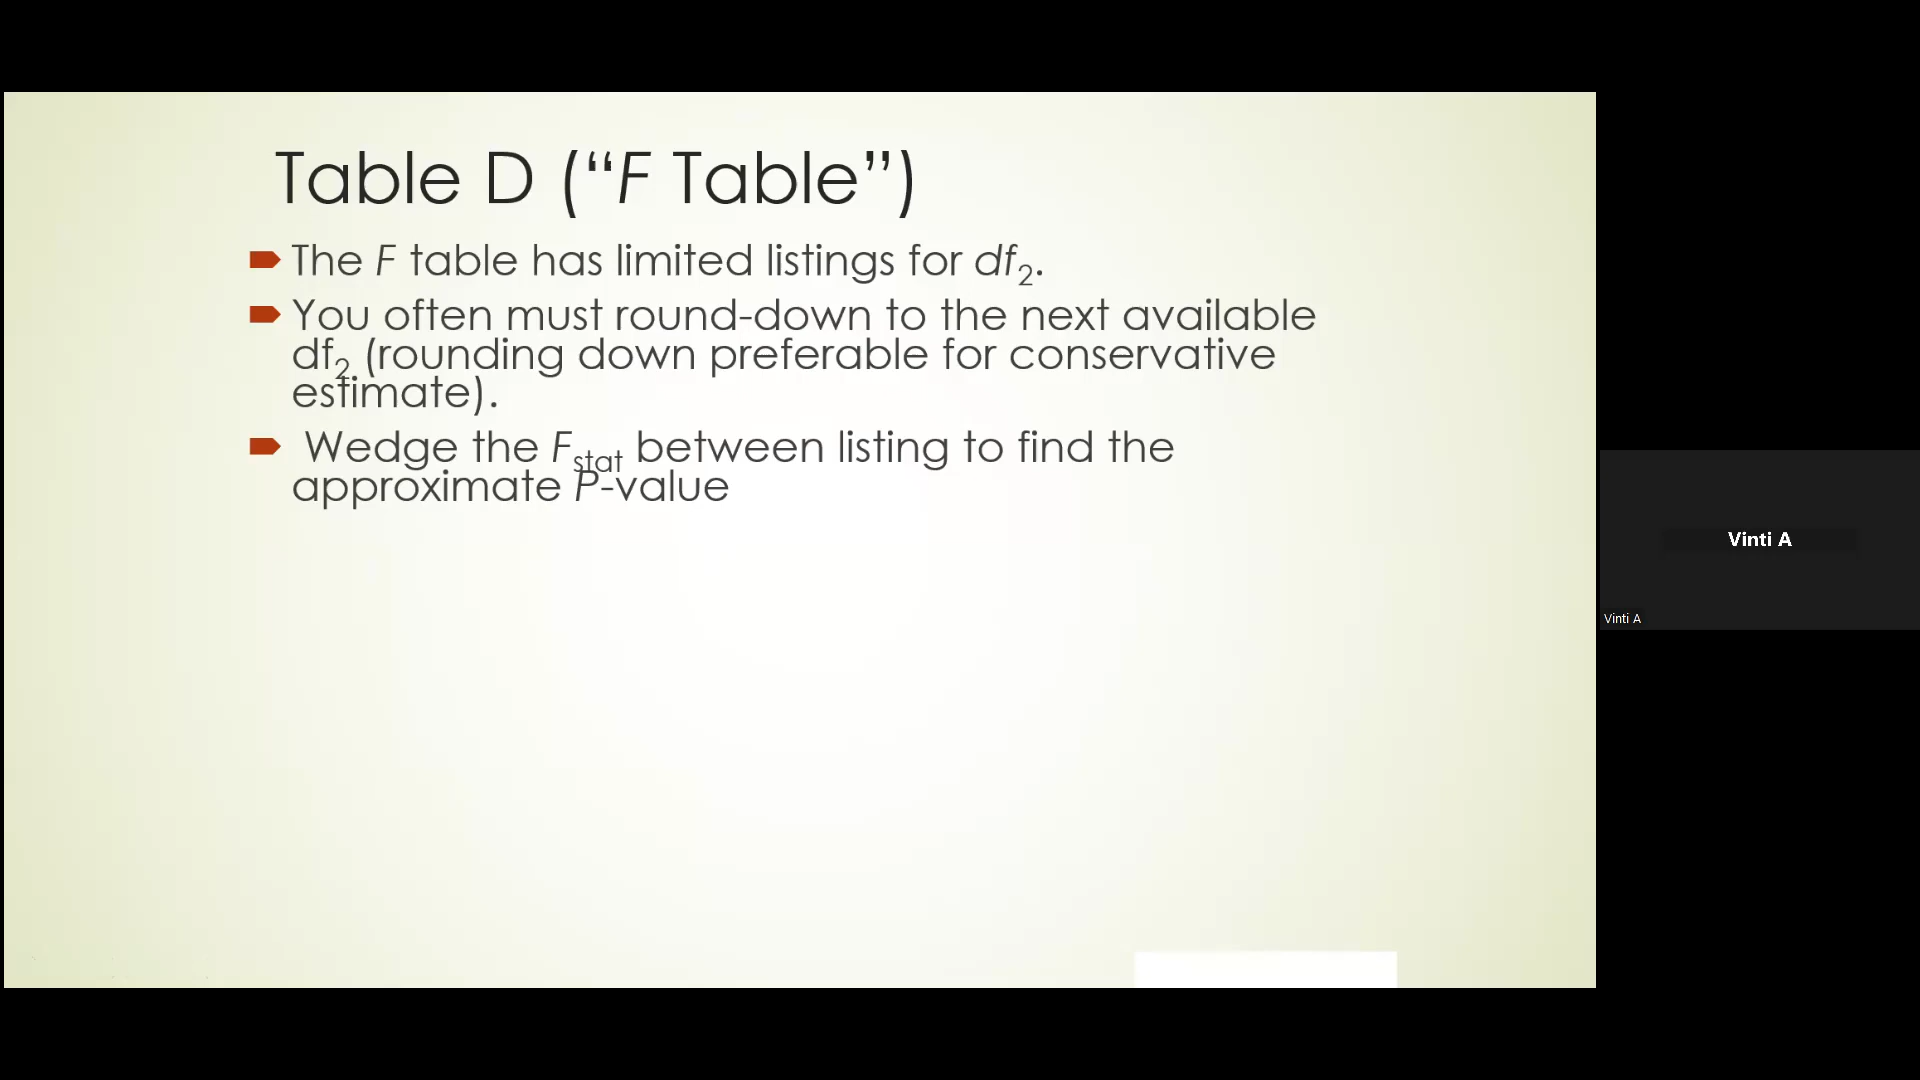 Table D (“F Table”)
The F table has limited listings for df₂.
You often must round-down to the next available
df₂ (rounding down preferable for conservative
estimate).
Wedge the Fstat between listing to find the
approximate P-value
Vinti A
Vinti A